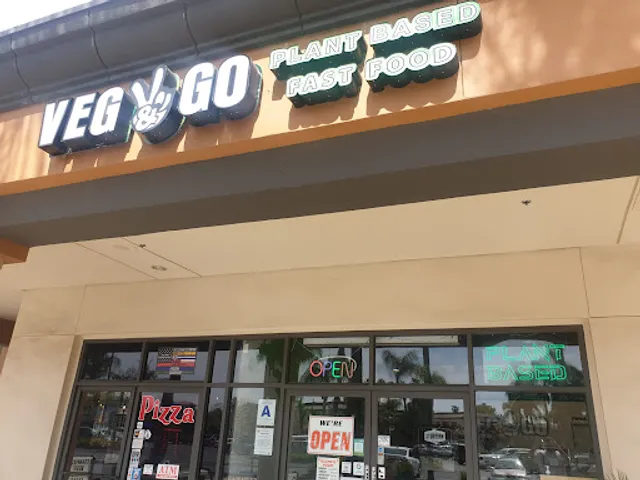 VEG & GO
PLANT BASED
FAST FOOD
OPEN
PLANT
BASED
Pizza
A
WE'RE
OPEN
ATM